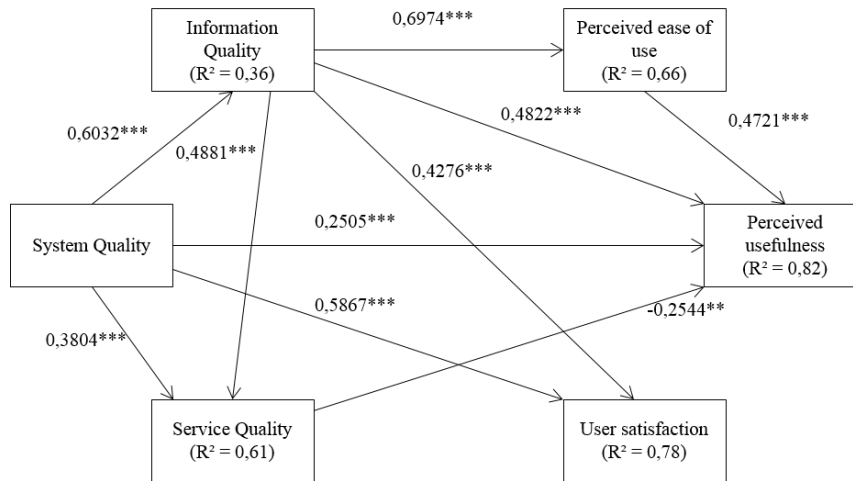 Information
Quality
(R² = 0,36)
0,6974***
Perceived ease of
use
(R² = 0,66)
0,6032***
0,4881***
0,4822***
0,4276***
0,4721***
System Quality
0,2505***
Perceived
usefulness
(R² = 0,82)
0,5867***
-0,2544**
0,3804***
Service Quality
(R² = 0,61)
User satisfaction
(R² = 0,78)